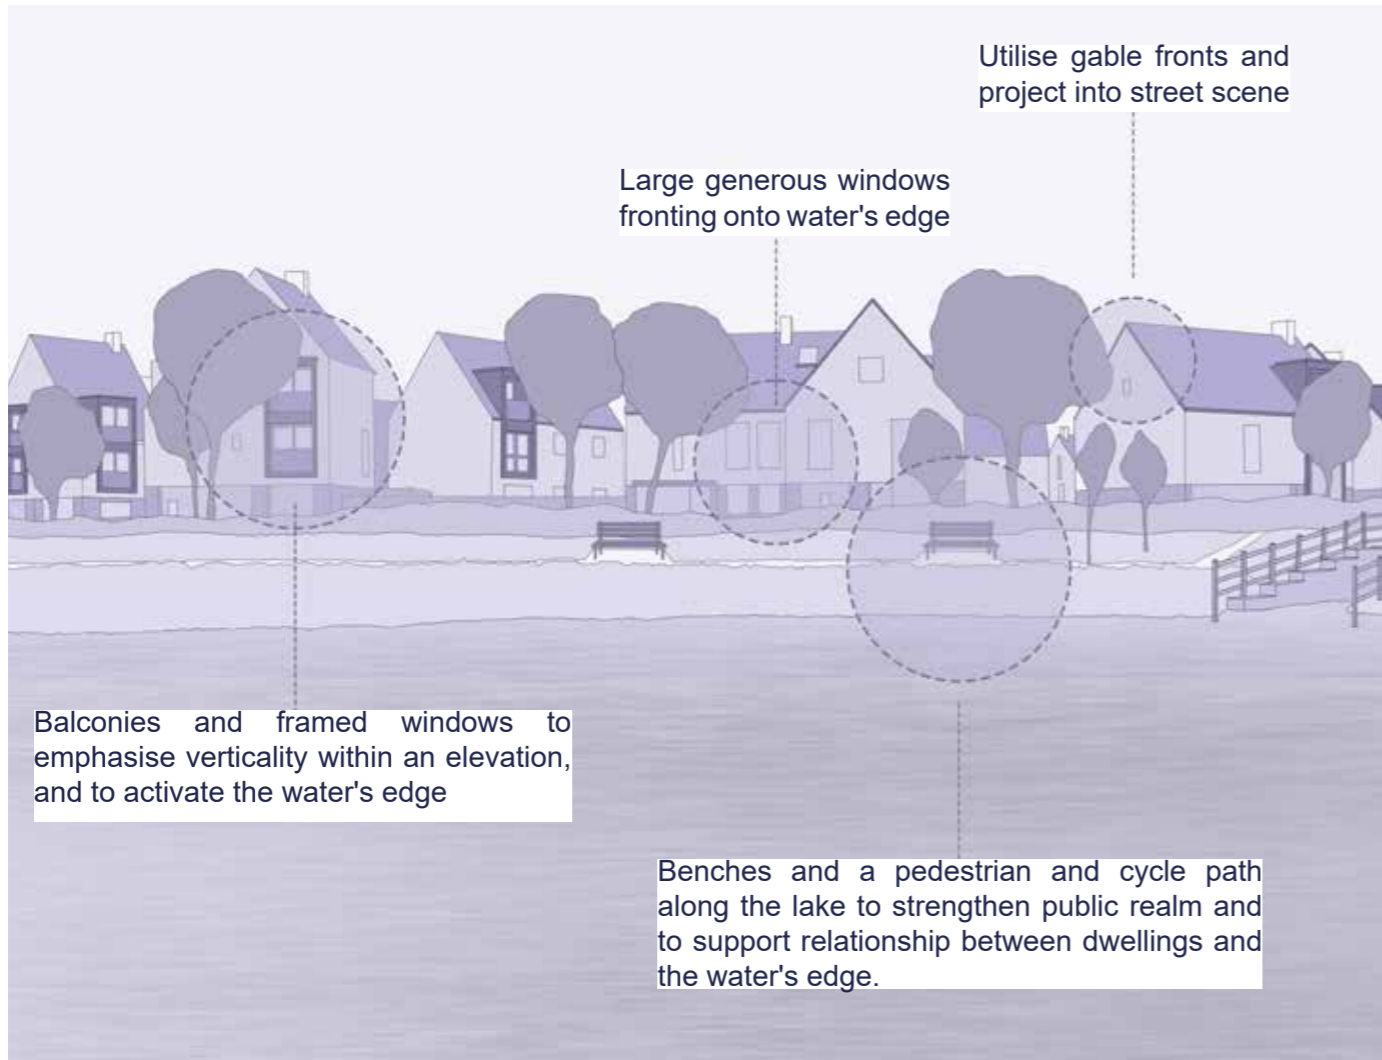 Utilise gable fronts and
project into street scene
Large generous windows
fronting onto water's edge
Balconies and framed windows to
emphasise verticality within an elevation,
and to activate the water's edge
Benches and a pedestrian and cycle path
along the lake to strengthen public realm and
to support relationship between dwellings and
the water's edge.